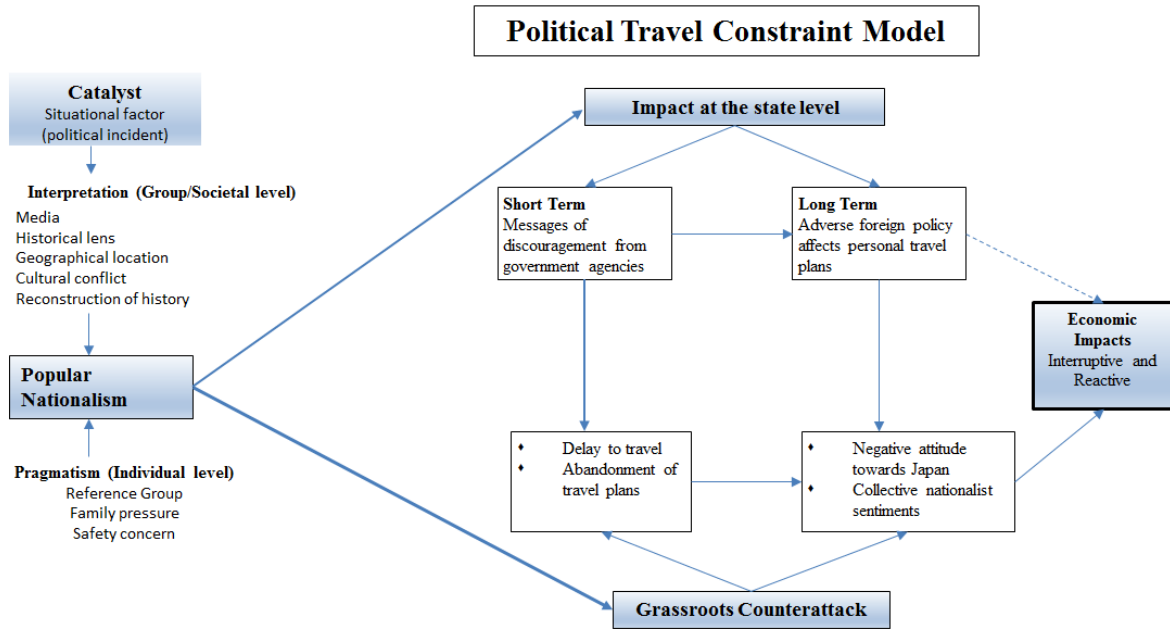 Political Travel Constraint Model
Catalyst
Situational factor
(political incident)
Interpretation (Group/Societal level)
Media
Historical lens
Geographical location
Cultural conflict
Reconstruction of history
Popular
Nationalism
Pragmatism (Individual level)
Reference Group
Family pressure
Safety concern
Impact at the state level
Short Term
Messages of
discouragement from
government agencies
Long Term
Adverse foreign policy
affects personal travel
plans
Economic
Impacts
Interruptive and
Reactive
♦ Delay to travel
♦ Abandonment of
travel plans
♦ Negative attitude
towards Japan
♦ Collective nationalist
sentiments
Grassroots Counterattack